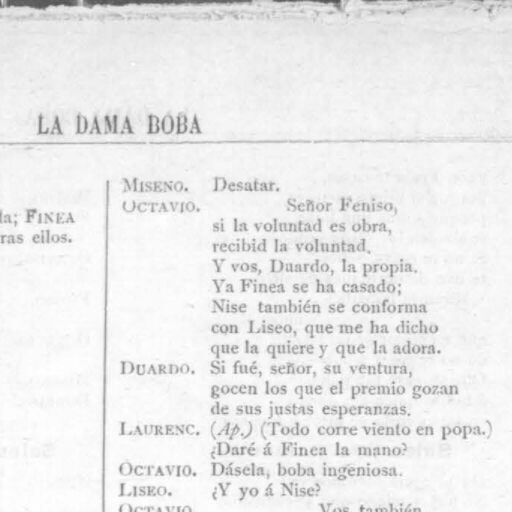 LA DAMA BOBA
la; FINEA
ras ellos.
MISENO. Desatar.
OCTAVIO. Señor Feniso,
si la voluntad es obra,
recibid la voluntad.
Y vos, Duardo, la propia.
Ya Finea se ha casado;
Nise también se conforma
con Liseo, que me ha dicho
que la quiere y que la adora.
DUARDO. Si fué, señor, su ventura,
gocen los que el premio gozan
de sus justas esperanzas.
LAURENC. (Ap.) (Todo corre viento en popa.)
¿Daré á Finea la mano?
OCTAVIO. Dásela, boba ingeniosa.
LISEO. ¿Y yo á Nise?
OCTAVIO. Vos también